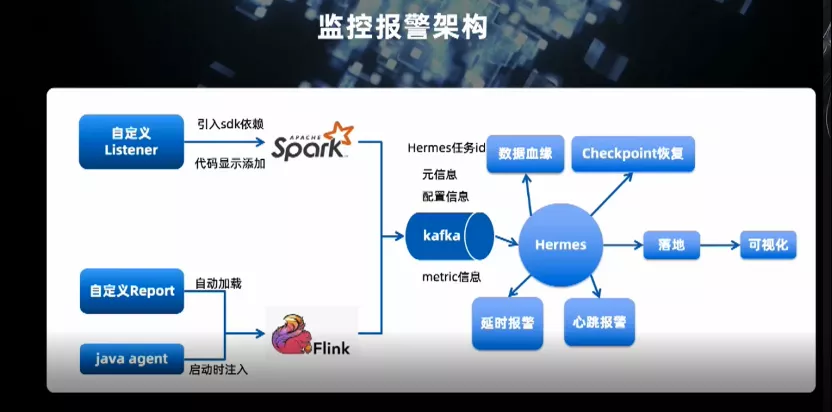 监控报警架构
自定义
Listener
引入sdk依赖
代码显示添加
APACHE
Spark
TM
自定义Report
自动加载
java agent
启动时注入
Flink
Hermes任务id
元信息
配置信息
kafka
metric信息
数据血缘
Checkpoint恢复
Hermes
落地
可视化
延时报警
心跳报警